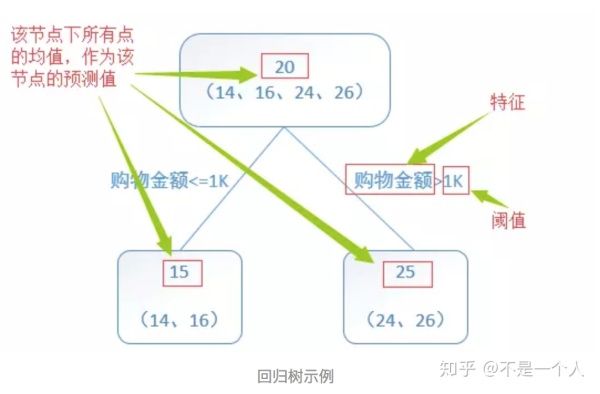 该节点下所有点
的均值，作为该
节点的预测值
20
（14、16、24、26）
特征
购物金额<=1K
购物金额>1K
阈值
15
（14、16）
25
（24、26）
回归树示例
知乎 @不是一个人